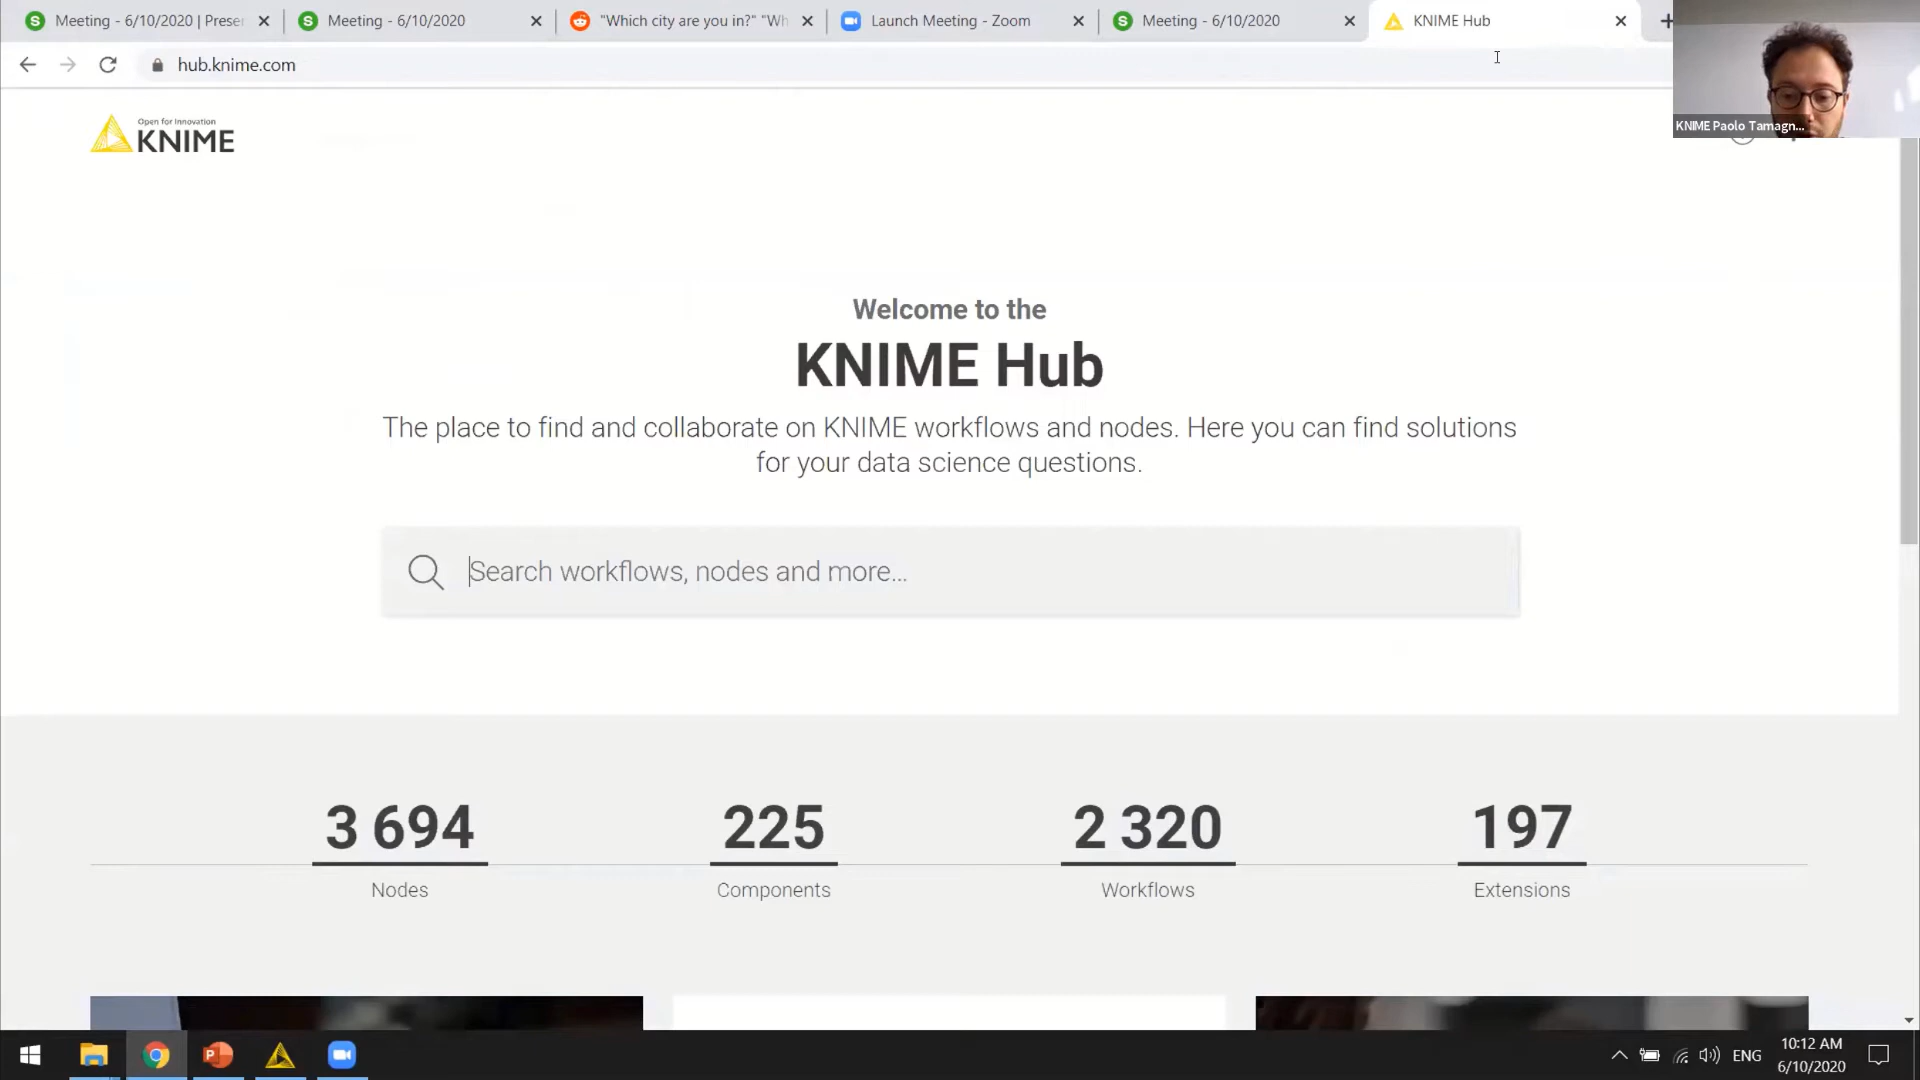 Meeting - 6/10/2020 | Preser
Meeting - 6/10/2020
"Which city are you in?" "Wh
Launch Meeting - Zoom
Meeting - 6/10/2020
KNIME Hub
hub.knime.com
KNIME Paolo Tamagn...
Open for Innovation
KNIME
Welcome to the
KNIME Hub
The place to find and collaborate on KNIME workflows and nodes. Here you can find solutions
for your data science questions.
Search workflows, nodes and more...
3 694
Nodes
225
Components
2 320
Workflows
197
Extensions
ENG
10:12 AM
6/10/2020